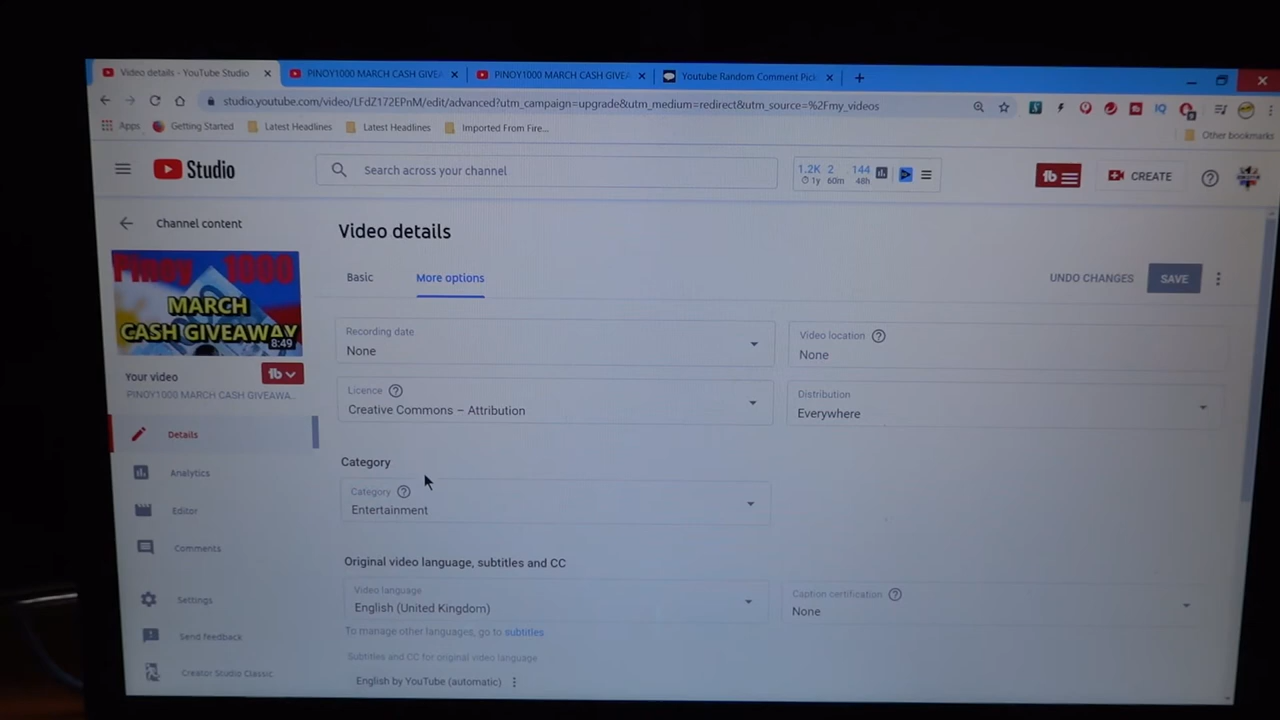 Video details - YouTube Studio
PINOY1000 MARCH CASH GIVEA
PINOY1000 MARCH CASH GIVEA
Youtube Random Comment Pick
studio.youtube.com/video/LFdZ172EPnM/edit/advanced?utm_campaign=upgrade&utm_medium=redirect&utm_source=%2Fmy_videos
Apps
Getting Started
Latest Headlines
Latest Headlines
Imported From Fire...
Other bookmarks
Studio
Search across your channel
1.2K 2 144
1y 60m 48h
CREATE
Channel content
Pinoy 1000
MARCH
CASH GIVEAWAY
8:49
Your video
PINOY1000 MARCH CASH GIVEAWA...
Details
Analytics
Editor
Comments
Settings
Send feedback
Creator Studio Classic
Video details
Basic
More options
UNDO CHANGES
SAVE
Recording date
None
Video location
None
Licence
Creative Commons – Attribution
Distribution
Everywhere
Category
Category
Entertainment
Original video language, subtitles and CC
Video language
English (United Kingdom)
Caption certification
None
To manage other languages, go to subtitles
Subtitles and CC for original video language
English by YouTube (automatic)